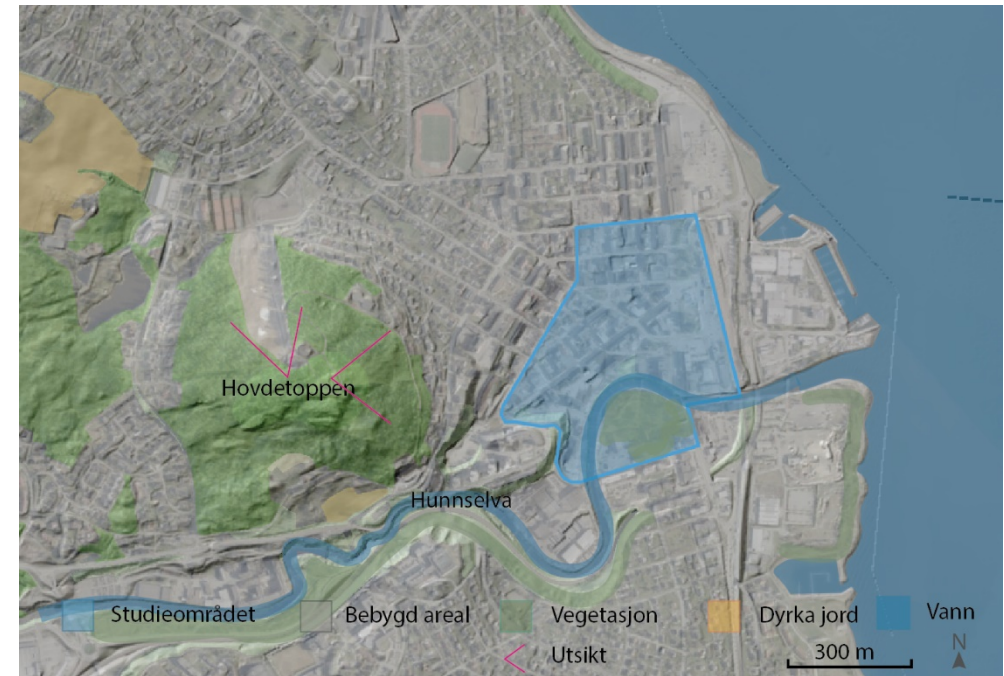 Hovdetoppen
Hunnselva
Studieområdet Bebygd areal Vegetasjon Dyrka jord Vann
Utsikt 300 m N